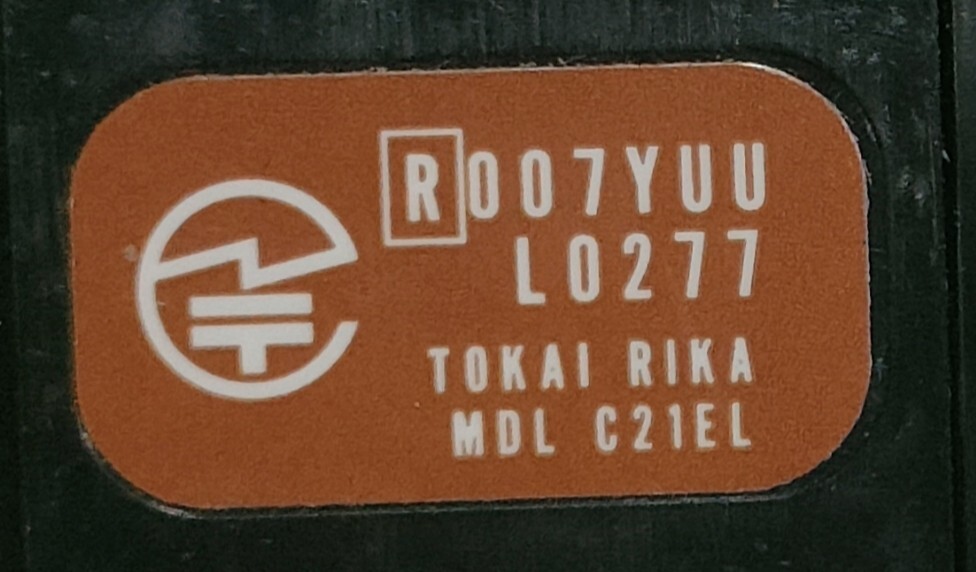 R007YUU
L0277
TOKAI RIKA
MDL C21EL